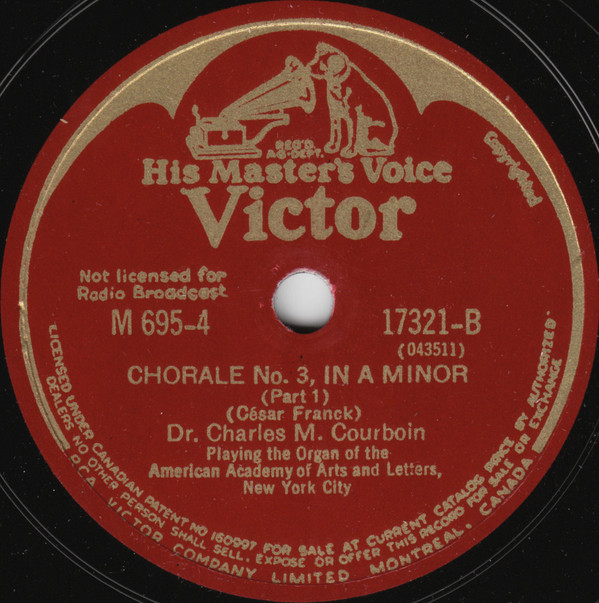 REG'D.
AG-DEPT.
His Master's Voice
Copyrighted
Victor
Not licensed for
Radio Broadcast
M 695-4
17321-B
(043511)
CHORALE No. 3, IN A MINOR
(Part 1)
(César Franck)
Dr. Charles M. Courboin
Playing the Organ of the
American Academy of Arts and Letters,
New York City
LICENSED UNDER CANADIAN PATENT NO 160997 FOR SALE AT CURRENT CATALOG PRICE BY AUTHORIZED
DEALERS NO OTHER PERSON SHALL SELL, EXPOSE OR OFFER THIS RECORD FOR SALE OR EXCHANGE
RCA VICTOR COMPANY LIMITED MONTREAL, CANADA